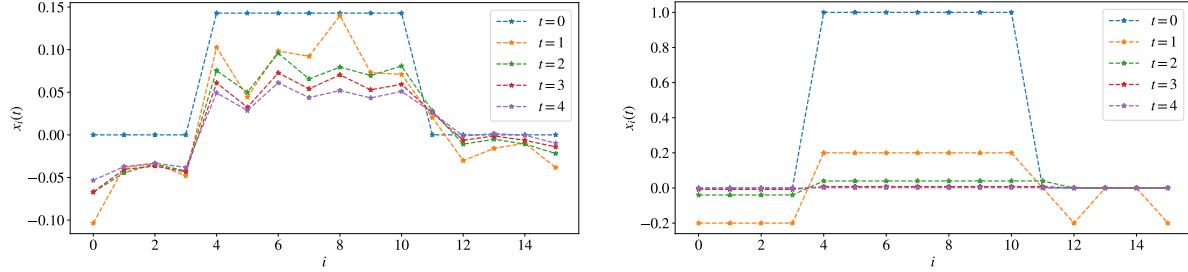 0.15
0.10
0.05
0.00
−0.05
−0.10
x_i(t)
0 2 4 6 8 10 12 14
i
t = 0
t = 1
t = 2
t = 3
t = 4
1.0
0.8
0.6
0.4
0.2
0.0
−0.2
x_i(t)
0 2 4 6 8 10 12 14
i
t = 0
t = 1
t = 2
t = 3
t = 4